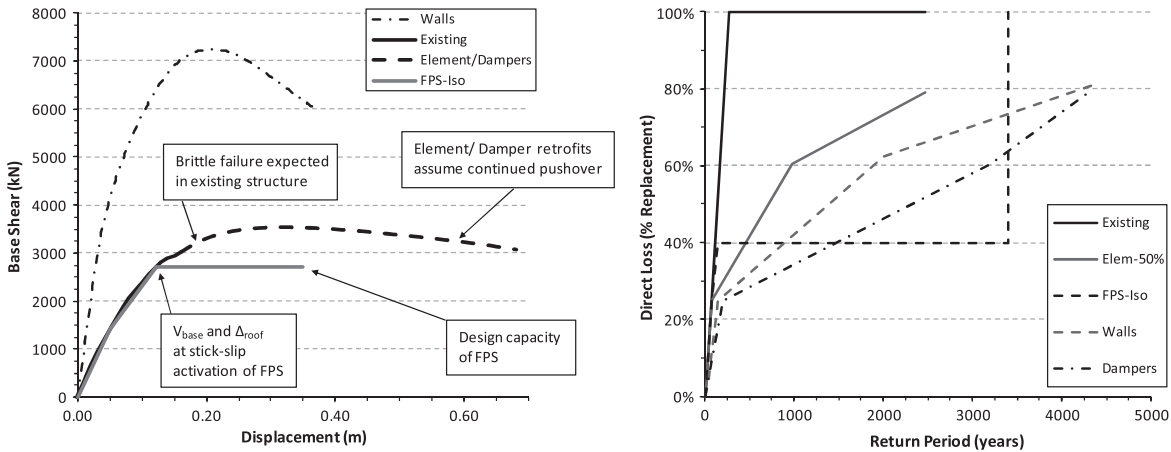 8000
7000
6000
5000
4000
3000
2000
1000
0
Base Shear (kN)
0.00
0.20
0.40
0.60
Displacement (m)
Walls
Existing
Element/Dampers
FPS-Iso
Brittle failure expected
in existing structure
Element/ Damper retrofits
assume continued pushover
V_base and Δ_roof
at stick-slip
activation of FPS
Design capacity
of FPS
100%
80%
60%
40%
20%
0%
Direct Loss (% Replacement)
0
1000
2000
3000
4000
5000
Return Period (years)
Existing
Elem-50%
FPS-Iso
Walls
Dampers